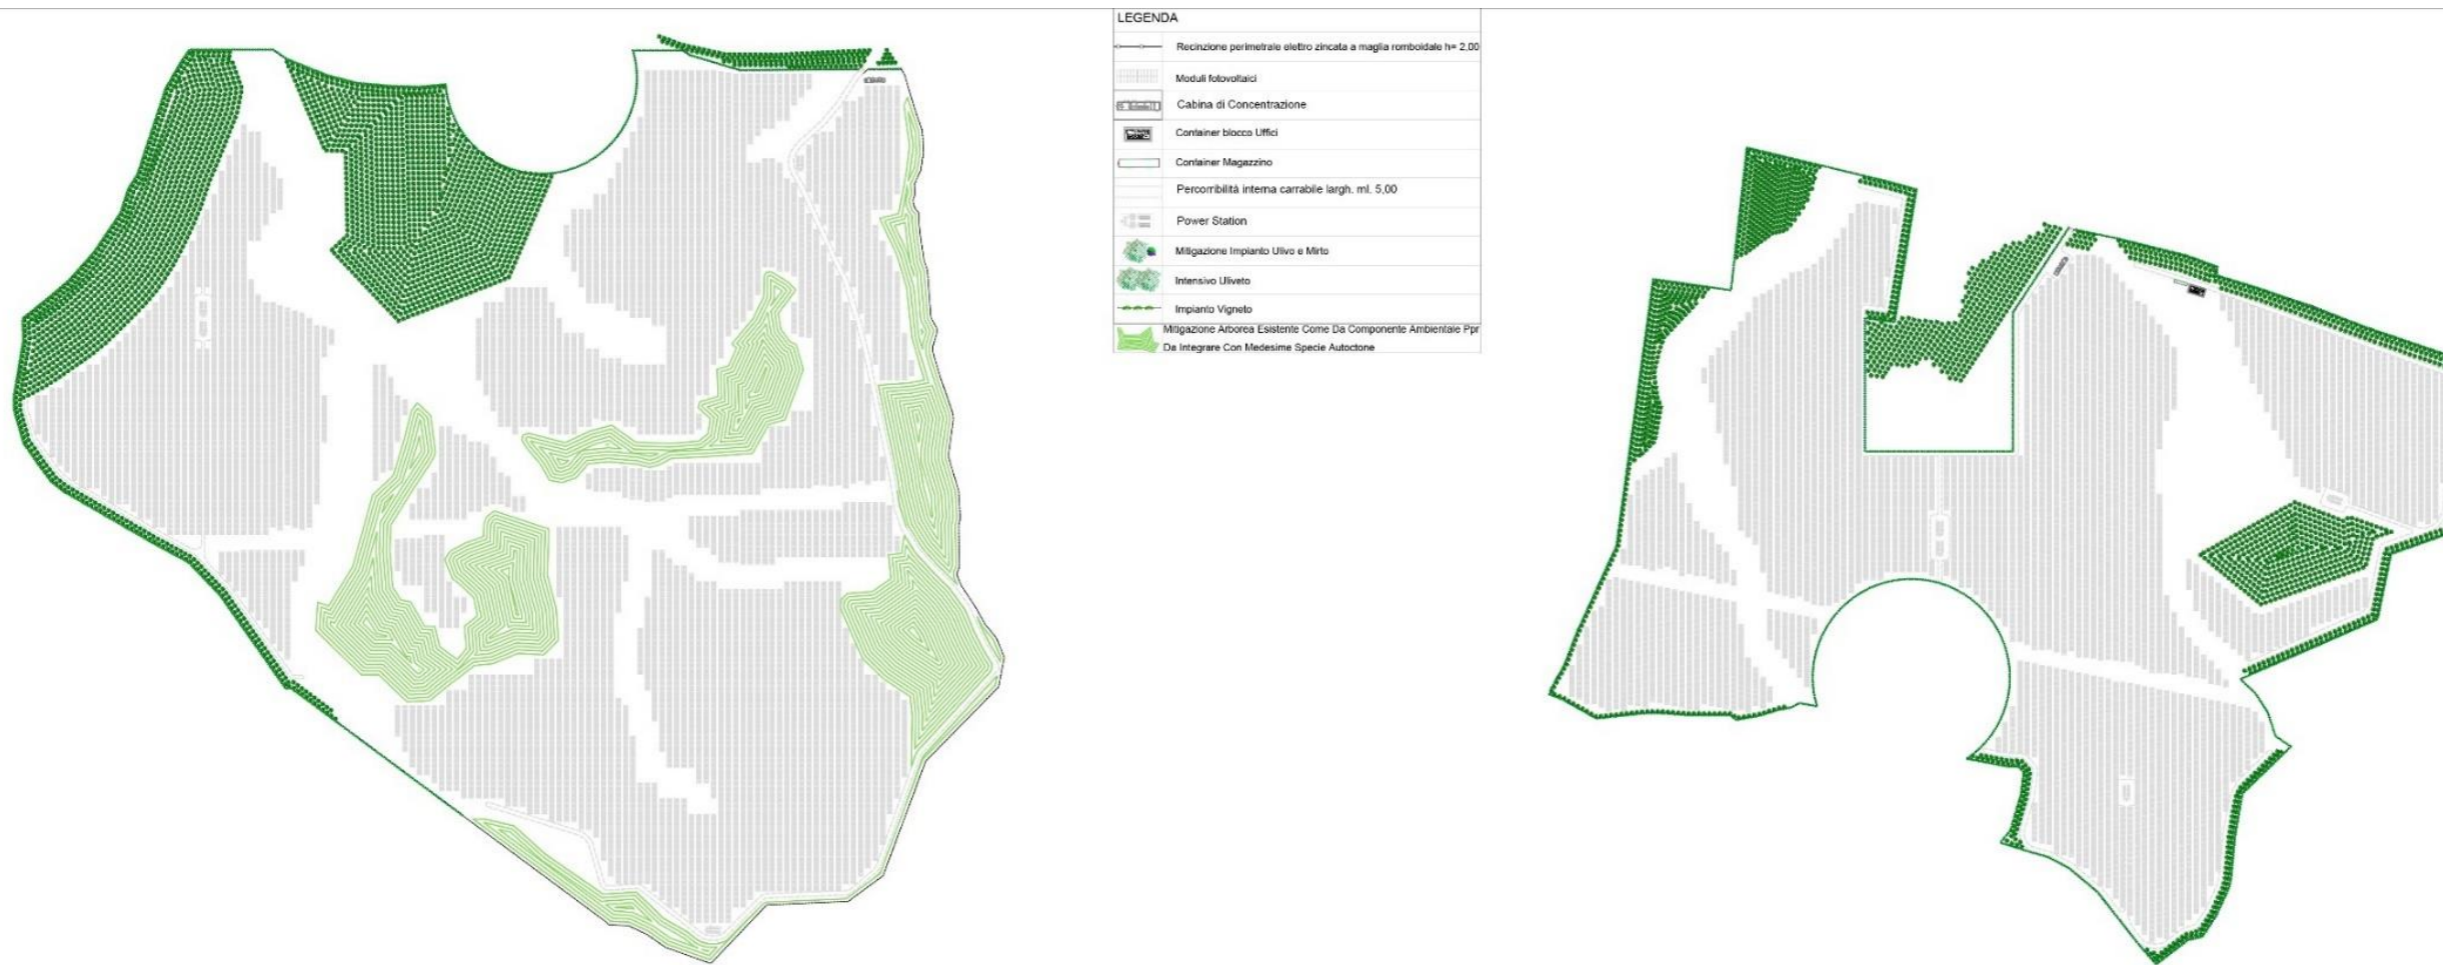 LEGENDA
Recinzione perimetrale elettro zincata a maglia romboidale h= 2,00
Moduli fotovoltaici
Cabina di Concentrazione
Container blocco Uffici
Container Magazzino
Percorribilità interna carrabile largh. ml. 5,00
Power Station
Mitigazione Impianto Ulivo e Mirto
Intensivo Uliveto
Impianto Vigneto
Mitigazione Arborea Esistente Come Da Componente Ambientale Ppr
Da Integrare Con Medesime Specie Autoctone